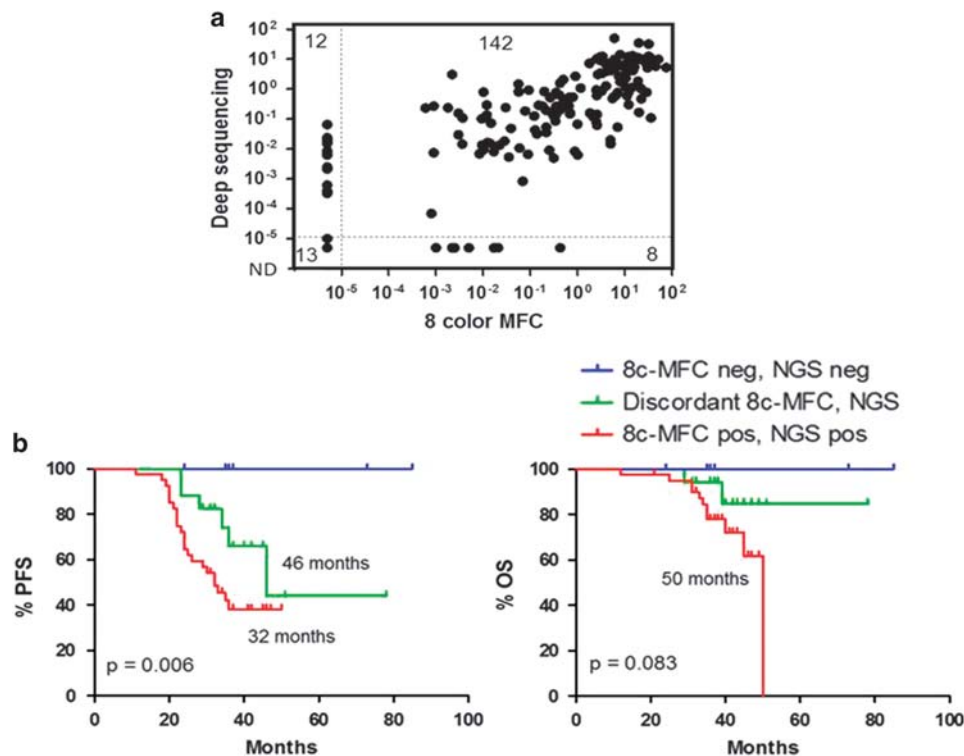 a
12
142
13
8
10²
10¹
10⁰
10⁻¹
10⁻²
10⁻³
10⁻⁴
10⁻⁵
ND
Deep sequencing
10⁻⁵ 10⁻⁴ 10⁻³ 10⁻² 10⁻¹ 10⁰ 10¹ 10²
8 color MFC
8c-MFC neg, NGS neg
Discordant 8c-MFC, NGS
8c-MFC pos, NGS pos
b
100
80
60
40
20
0
% PFS
46 months
32 months
p = 0.006
0 20 40 60 80 100
Months
100
80
60
40
20
0
% OS
50 months
p = 0.083
0 20 40 60 80 100
Months